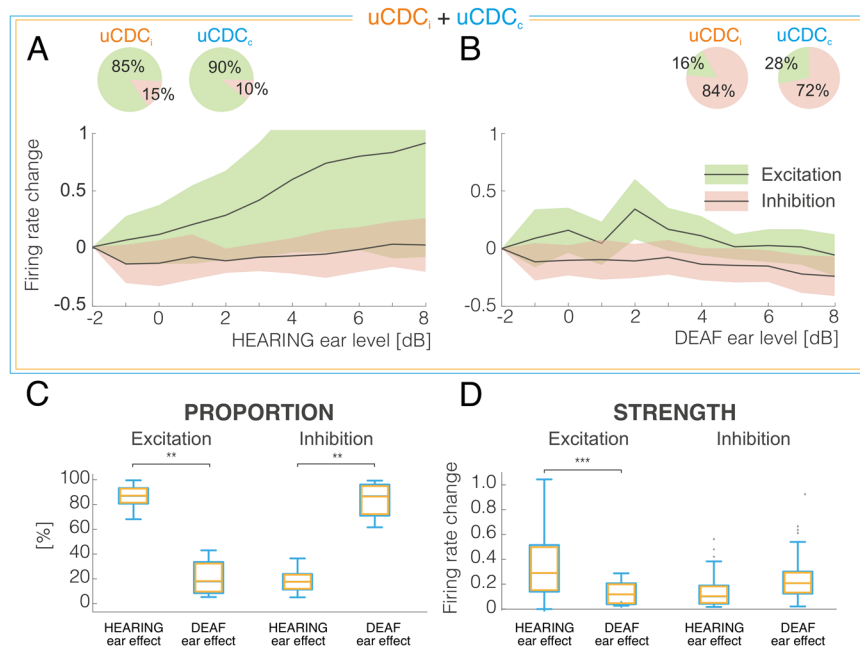 uCDCi + uCDCc
A
uCDCi
uCDCc
85%
15%
90%
10%
Firing rate change
1
0.5
0
-0.5
-2 0 2 4 6 8
HEARING ear level [dB]
B
uCDCi
uCDCc
16%
84%
28%
72%
Excitation
Inhibition
1
0.5
0
-0.5
-2 0 2 4 6 8
DEAF ear level [dB]
C
PROPORTION
Excitation
Inhibition
**
**
[%]
100
80
60
40
20
0
HEARING
ear effect
DEAF
ear effect
HEARING
ear effect
DEAF
ear effect
D
STRENGTH
Excitation
Inhibition
***
Firing rate change
1.0
0.8
0.6
0.4
0.2
0
HEARING
ear effect
DEAF
ear effect
HEARING
ear effect
DEAF
ear effect